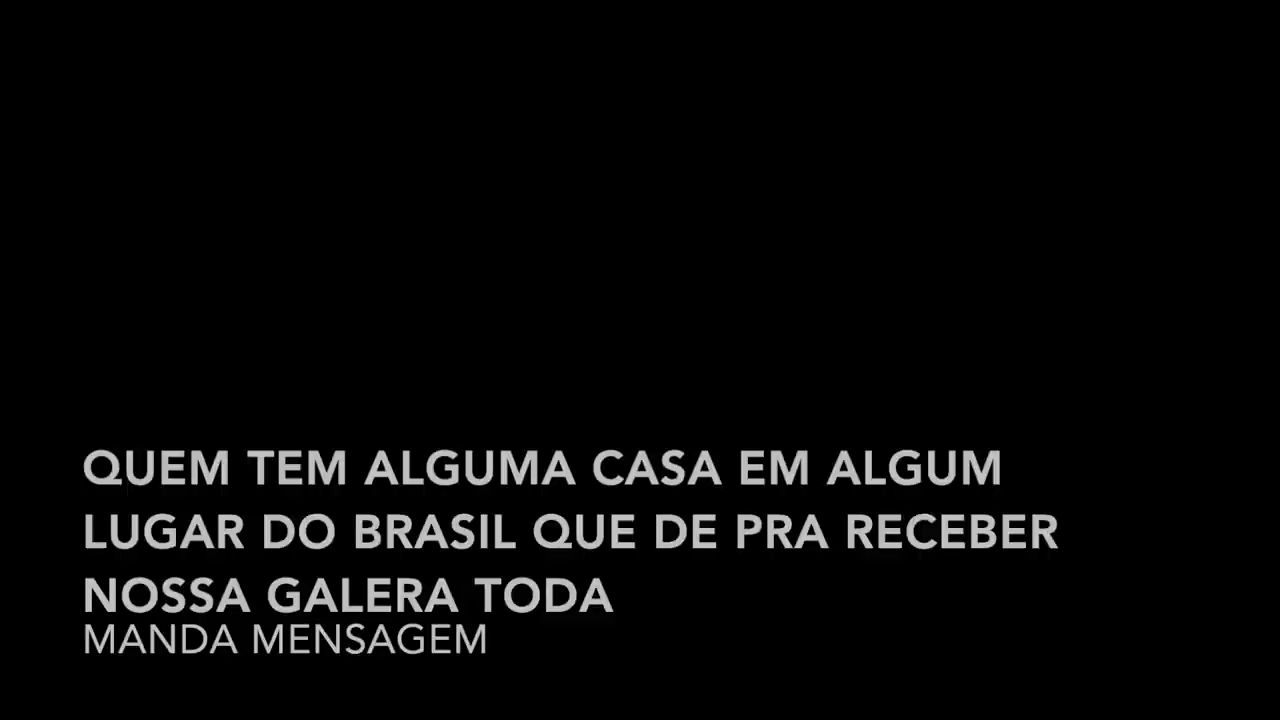 QUEM TEM ALGUMA CASA EM ALGUM
LUGAR DO BRASIL QUE DE PRA RECEBER
NOSSA GALERA TODA
MANDA MENSAGEM